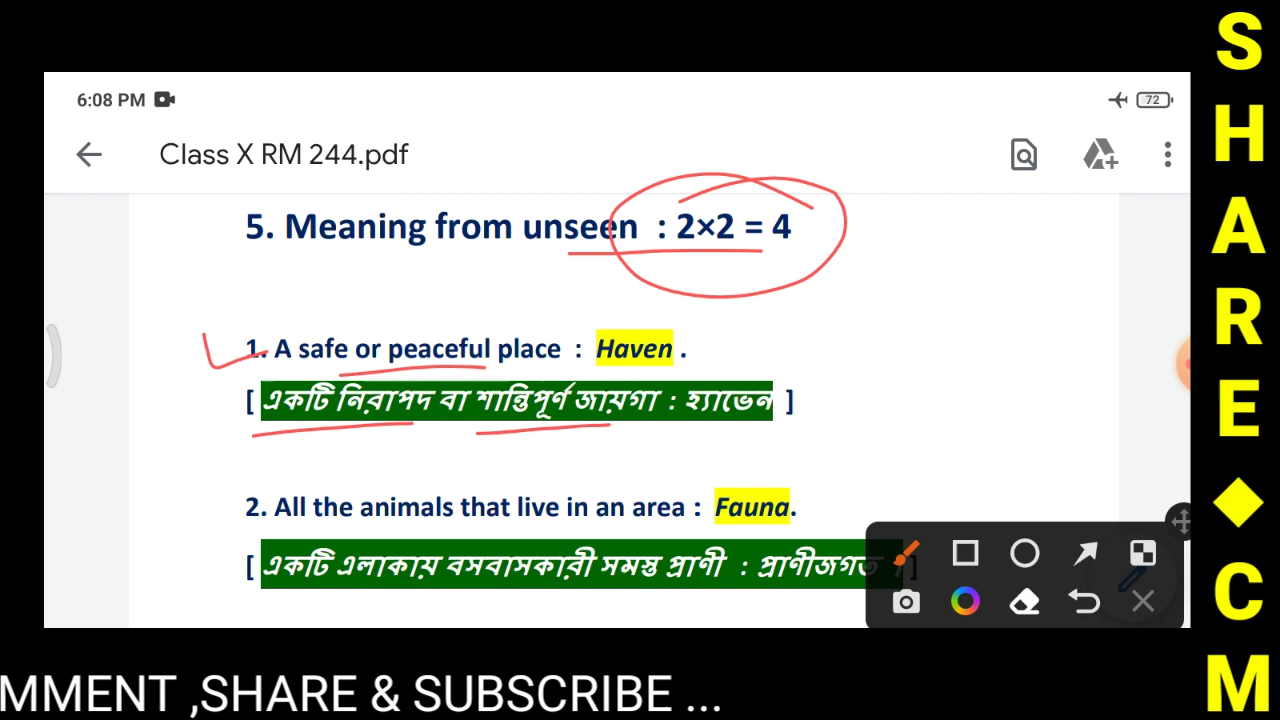 6:08 PM
72
Class X RM 244.pdf
5. Meaning from unseen : 2×2 = 4
1. A safe or peaceful place : Haven .
[ একটি নিরাপদ বা শান্তিপূর্ণ জায়গা : হ্যাভেন ]
2. All the animals that live in an area : Fauna.
[ একটি এলাকায় বসবাসকারী সমস্ত প্রাণী : প্রাণীজগত । ]
MMENT ,SHARE & SUBSCRIBE ...
SHARE ◆ CM